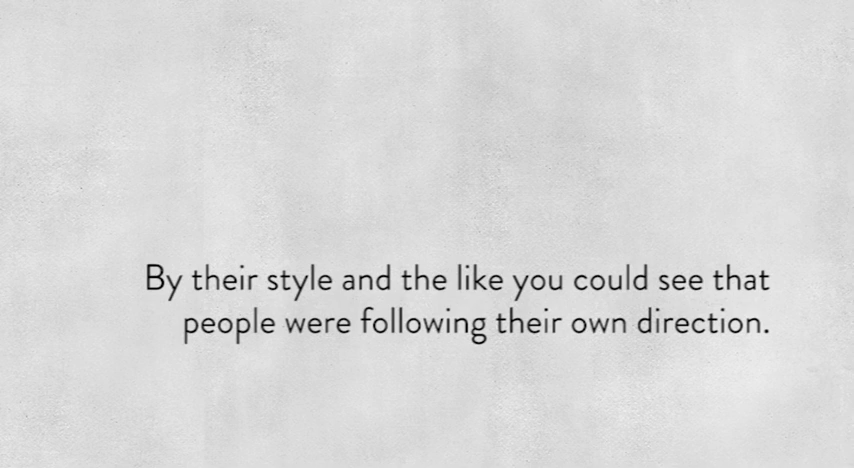 By their style and the like you could see that
people were following their own direction.